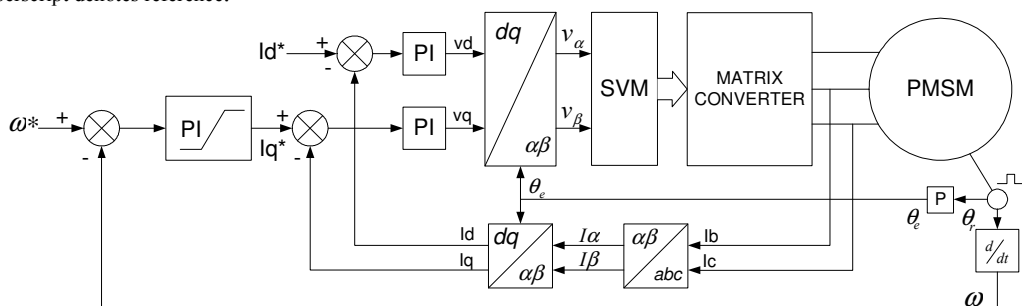 superscript denotes reference.
Id*
+
-
PI
vd
dq
αβ
vα
vβ
SVM
MATRIX
CONVERTER
PMSM
ω*
+
-
PI
Iq*
+
-
PI
vq
θe
P
θe
θr
d/dt
ω
Id
Iq
dq
αβ
Iα
Iβ
αβ
abc
Ib
Ic